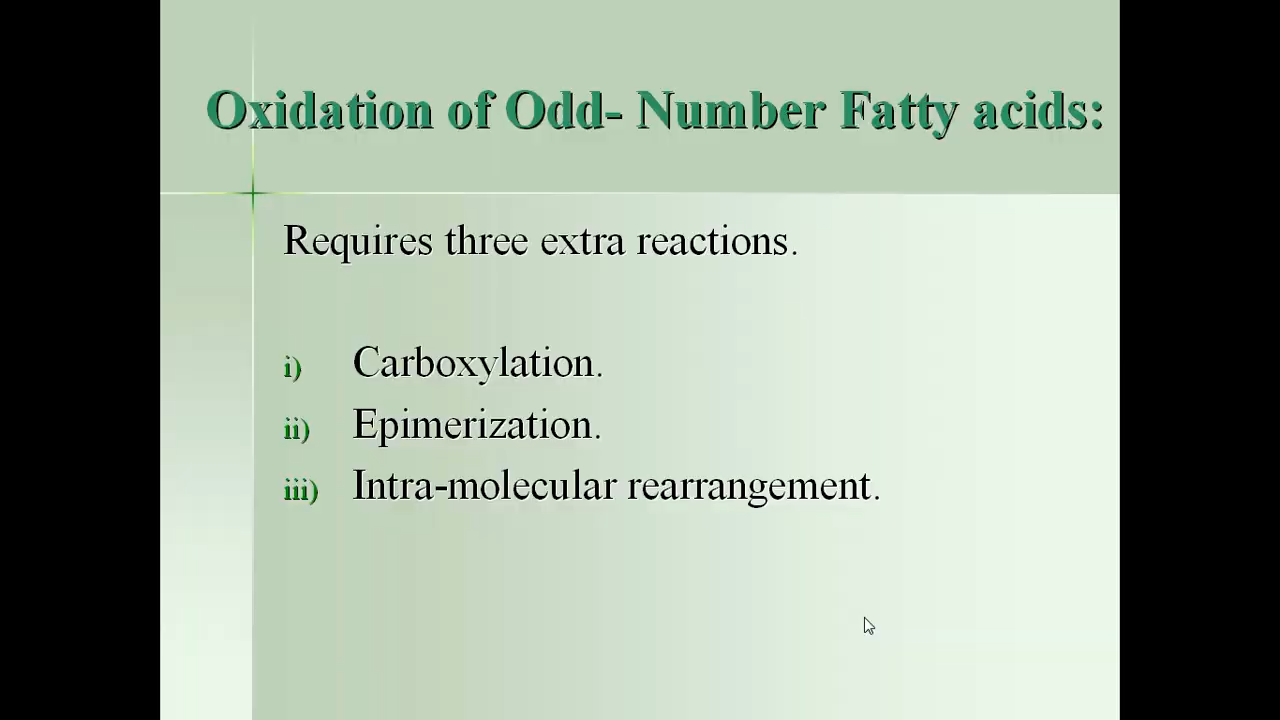 Oxidation of Odd- Number Fatty acids:
Requires three extra reactions.
i) Carboxylation.
ii) Epimerization.
iii) Intra-molecular rearrangement.